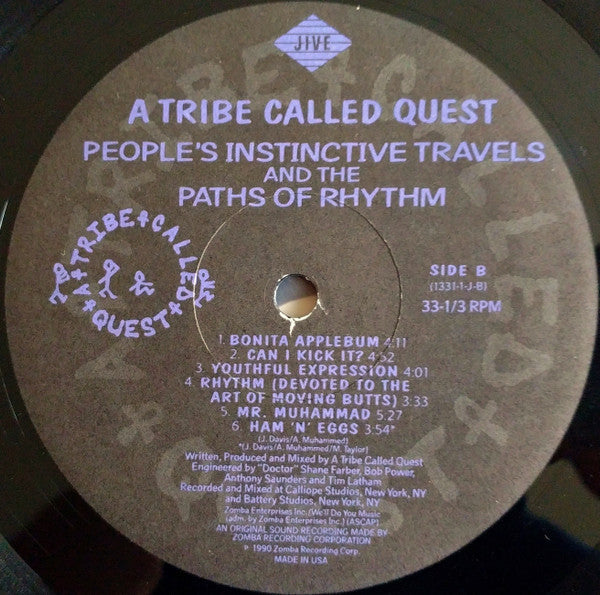 JIVE
A TRIBE CALLED QUEST
PEOPLE'S INSTINCTIVE TRAVELS
AND THE
PATHS OF RHYTHM
A TRIBE CALLED
QUEST
SIDE B
(1331-1-J-B)
33-1/3 RPM
1. BONITA APPLEBUM 4:11
2. CAN I KICK IT? 4:52
3. YOUTHFUL EXPRESSION 4:01
4. RHYTHM (DEVOTED TO THE
ART OF MOVING BUTTS) 3:33
5. MR. MUHAMMAD 5:27
6. HAM 'N' EGGS 3:54*
(J. Davis/A. Muhammed)
*(J. Davis/A. Muhammed/M. Taylor)
Written, Produced and Mixed by A Tribe Called Quest
Engineered by "Doctor" Shane Farber, Bob Power,
Anthony Saunders and Tim Latham
Recorded and Mixed at Calliope Studios, New York, NY
and Battery Studios, New York, NY
Zomba Enterprises Inc. (We'll Do You Music
(adm. by Zomba Enterprises Inc.) (ASCAP)
AN ORIGINAL SOUND RECORDING MADE BY
ZOMBA RECORDING CORPORATION
℗ 1990 Zomba Recording Corp.
MADE IN USA
A TRIBE CALLED
QUEST